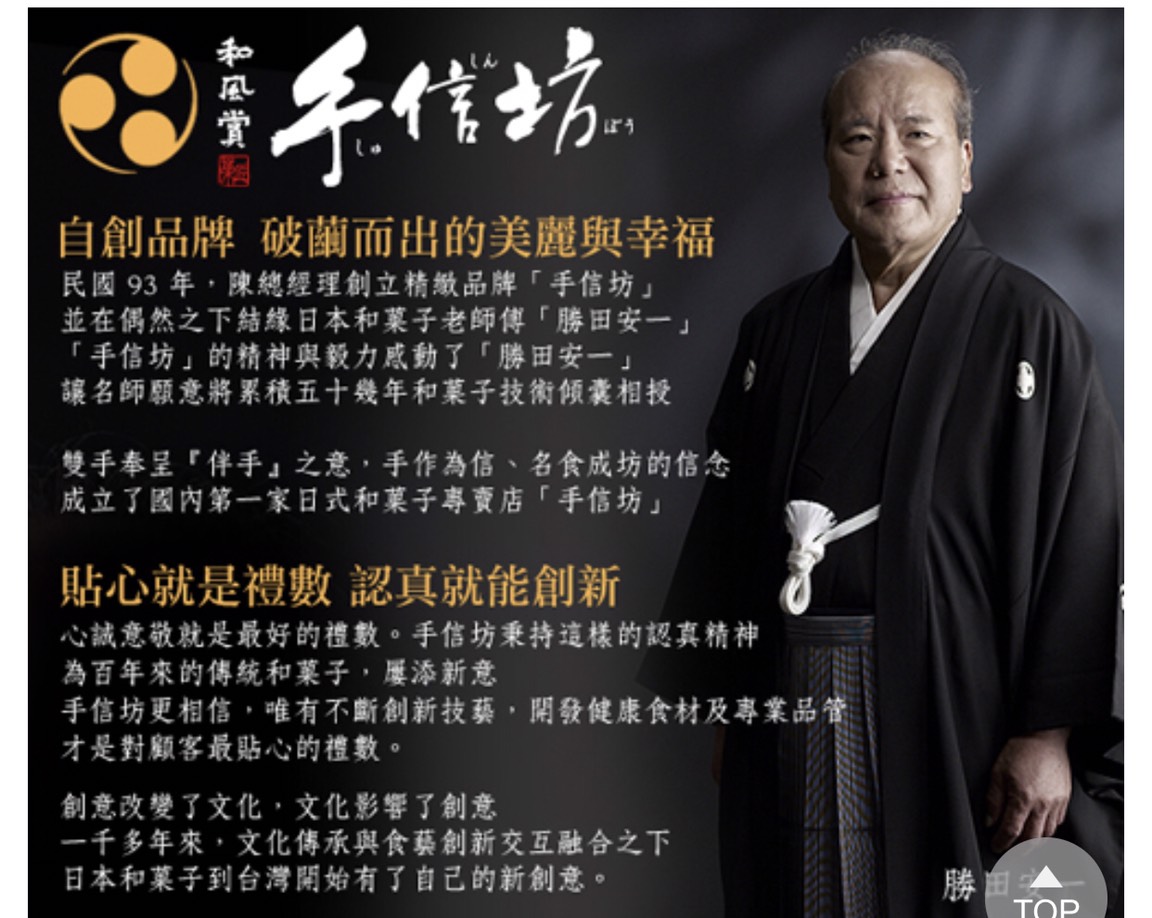 和風賞
手信坊
しゅ
しん
ぼう
自創品牌 破繭而出的美麗與幸福
民國 93 年,陳總經理創立精緻品牌「手信坊」
並在偶然之下結緣日本和菓子老師傅「勝田安一」
「手信坊」的精神與毅力感動了「勝田安一」
讓名師願意將累積五十幾年和菓子技術傾囊相授
雙手奉呈『伴手』之意,手作為信、名食成坊的信念
成立了國內第一家日式和菓子專賣店「手信坊」
貼心就是禮數 認真就能創新
心誠意敬就是最好的禮數。手信坊秉持這樣的認真精神
為百年來的傳統和菓子,屢添新意
手信坊更相信,唯有不斷創新技藝,開發健康食材及專業品管
才是對顧客最貼心的禮數。
創意改變了文化,文化影響了創意
一千多年來,文化傳承與食藝創新交互融合之下
日本和菓子到台灣開始有了自己的新創意。
勝田安一
TOP